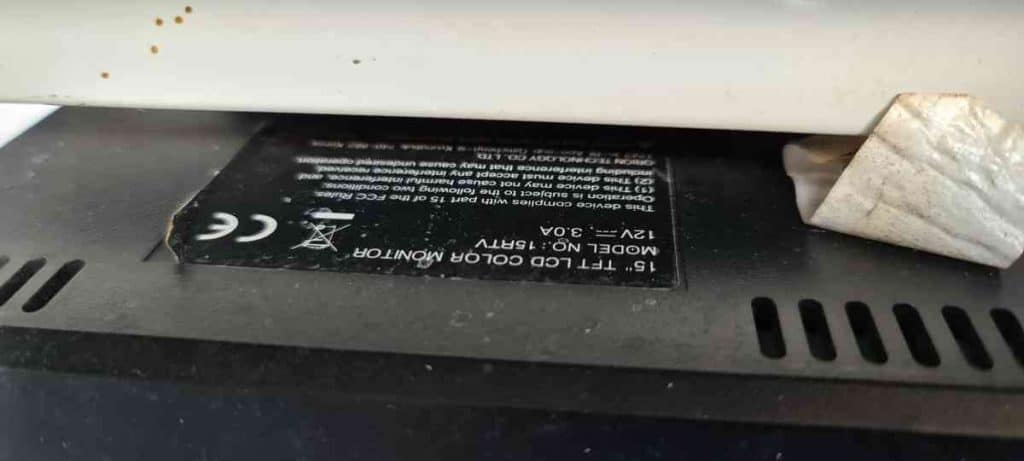 15" TFT LCD COLOR MONITOR
MODEL NO.: 15RTV
12V ⎓, 3.0A
This device complies with part 15 of the FCC Rules
Operation is subject to the following two conditions
(1) This device may not cause harmful interference, and
(2) This device must accept any interference received,
including interference that may cause undesired operation
TECHNOLOGY CO. LTD.
CE